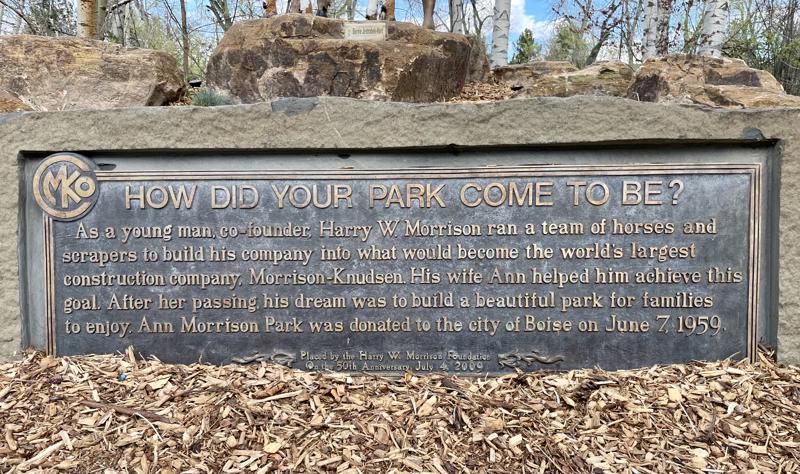 MKCo
HOW DID YOUR PARK COME TO BE?
As a young man, co-founder, Harry W Morrison ran a team of horses and
scrapers to build his company into what would become the world's largest
construction company, Morrison-Knudsen. His wife Ann helped him achieve this
goal. After her passing his dream was to build a beautiful park for families
to enjoy. Ann Morrison Park was donated to the city of Boise on June 7, 1959.
Placed by the Harry W. Morrison Foundation
On the 50th Anniversary, July 4, 2009